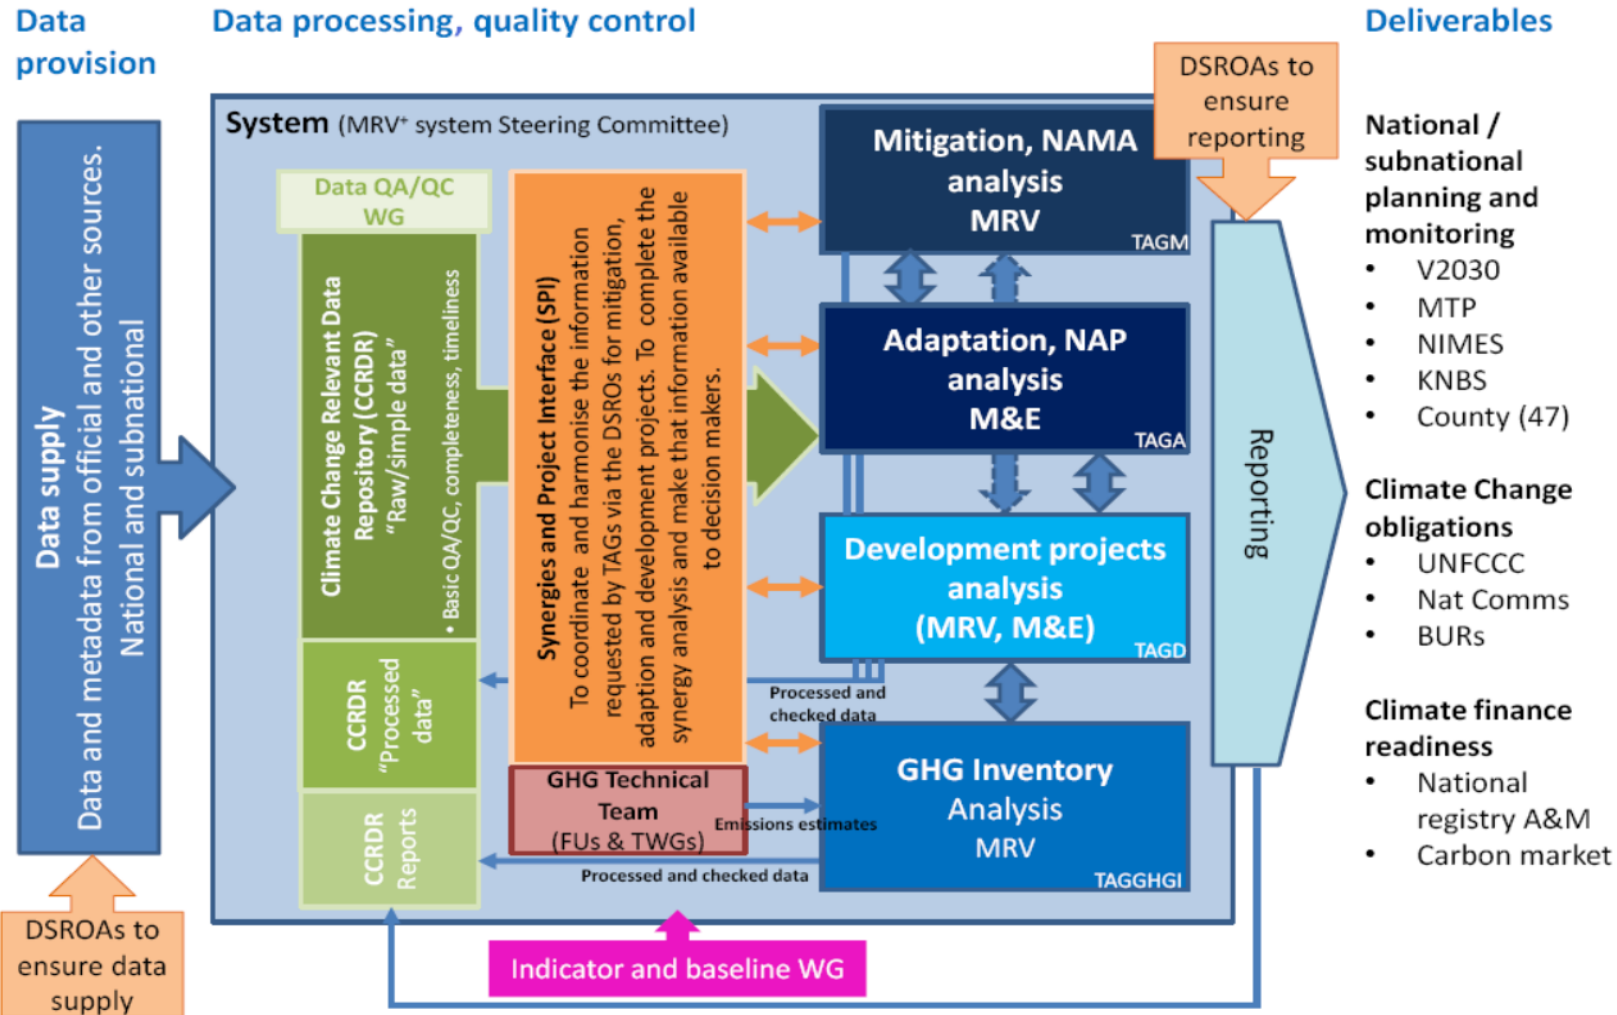 Data
provision
Data processing, quality control
Deliverables
Data supply
Data and metadata from official and other sources.
National and subnational
DSROAs to
ensure data
supply
System (MRV⁺ system Steering Committee)
Data QA/QC
WG
Climate Change Relevant Data
Repository (CCRDR)
"Raw/simple data"
• Basic QA/QC, completeness, timeliness
CCRDR
"Processed
data"
CCRDR
Reports
Synergies and Project Interface (SPI)
To coordinate and harmonise the information
requested by TAGs via the DSROs for mitigation,
adaption and development projects. To complete the
synergy analysis and make that information available
to decision makers.
GHG Technical
Team
(FUs & TWGs)
Mitigation, NAMA
analysis
MRV
TAGM
Adaptation, NAP
analysis
M&E
TAGA
Development projects
analysis
(MRV, M&E)
TAGD
Processed and
checked data
GHG Inventory
Analysis
MRV
TAGGHGI
Emissions estimates
Processed and checked data
Indicator and baseline WG
DSROAs to
ensure
reporting
Reporting
National /
subnational
planning and
monitoring
• V2030
• MTP
• NIMES
• KNBS
• County (47)
Climate Change
obligations
• UNFCCC
• Nat Comms
• BURs
Climate finance
readiness
• National
registry A&M
• Carbon market